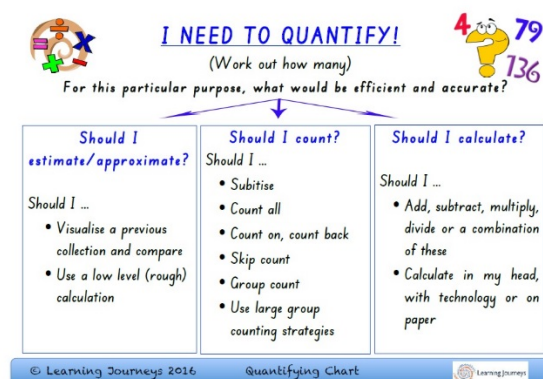 I NEED TO QUANTIFY!
(Work out how many)
For this particular purpose, what would be efficient and accurate?
4 79
?
136
÷
= x
+
-
Should I
estimate/approximate?
Should I ...
• Visualise a previous
collection and compare
• Use a low level (rough)
calculation
Should I count?
Should I ...
• Subitise
• Count all
• Count on, count back
• Skip count
• Group count
• Use large group
counting strategies
Should I calculate?
Should I ...
• Add, subtract, multiply,
divide or a combination
of these
• Calculate in my head,
with technology or on
paper
© Learning Journeys 2016 Quantifying Chart Learning Journeys